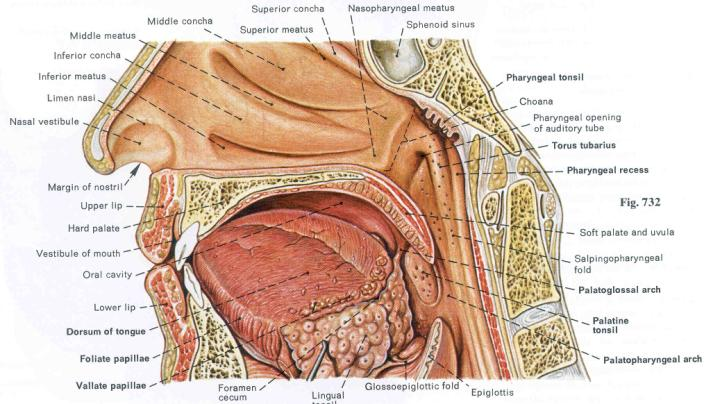 Superior concha
Nasopharyngeal meatus
Middle concha
Superior meatus
Sphenoid sinus
Middle meatus
Inferior concha
Inferior meatus
Limen nasi
Nasal vestibule
Margin of nostril
Upper lip
Hard palate
Vestibule of mouth
Oral cavity
Lower lip
Dorsum of tongue
Foliate papillae
Vallate papillae
Foramen
cecum
Lingual
tonsil
Glossoepiglottic fold
Epiglottis
Pharyngeal tonsil
Choana
Pharyngeal opening
of auditory tube
Torus tubarius
Pharyngeal recess
Fig. 732
Soft palate and uvula
Salpingopharyngeal
fold
Palatoglossal arch
Palatine
tonsil
Palatopharyngeal arch